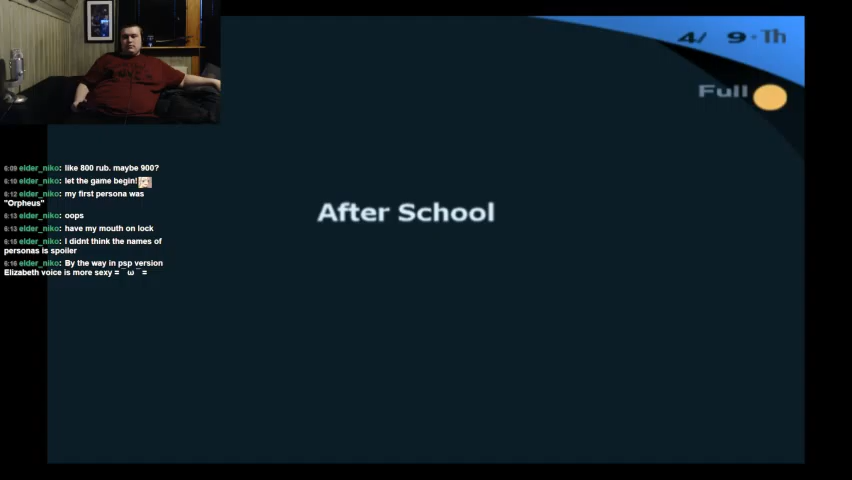 4/ 9・Th
Full
6:09 elder_niko: like 800 rub. maybe 900?
6:10 elder_niko: let the game begin!
6:12 elder_niko: my first persona was
"Orpheus"
6:13 elder_niko: oops
6:13 elder_niko: have my mouth on lock
6:15 elder_niko: I didnt think the names of
personas is spoiler
6:16 elder_niko: By the way in psp version
Elizabeth voice is more sexy =￣ω￣=
After School